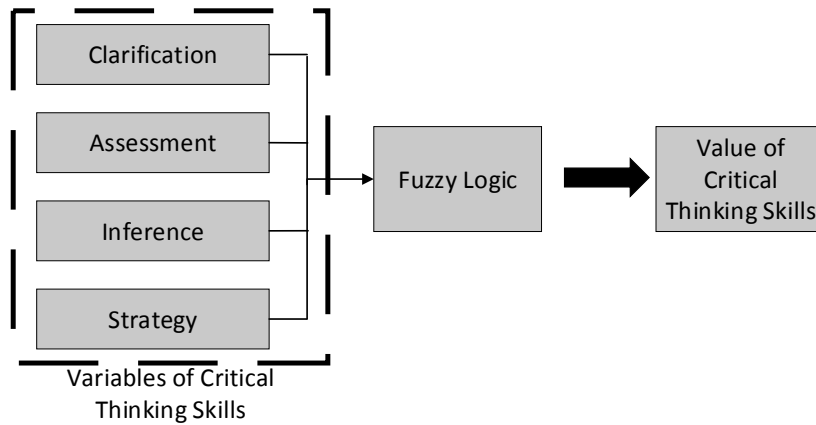 Clarification
Assessment
Inference
Strategy
Variables of Critical
Thinking Skills
Fuzzy Logic
Value of
Critical
Thinking Skills